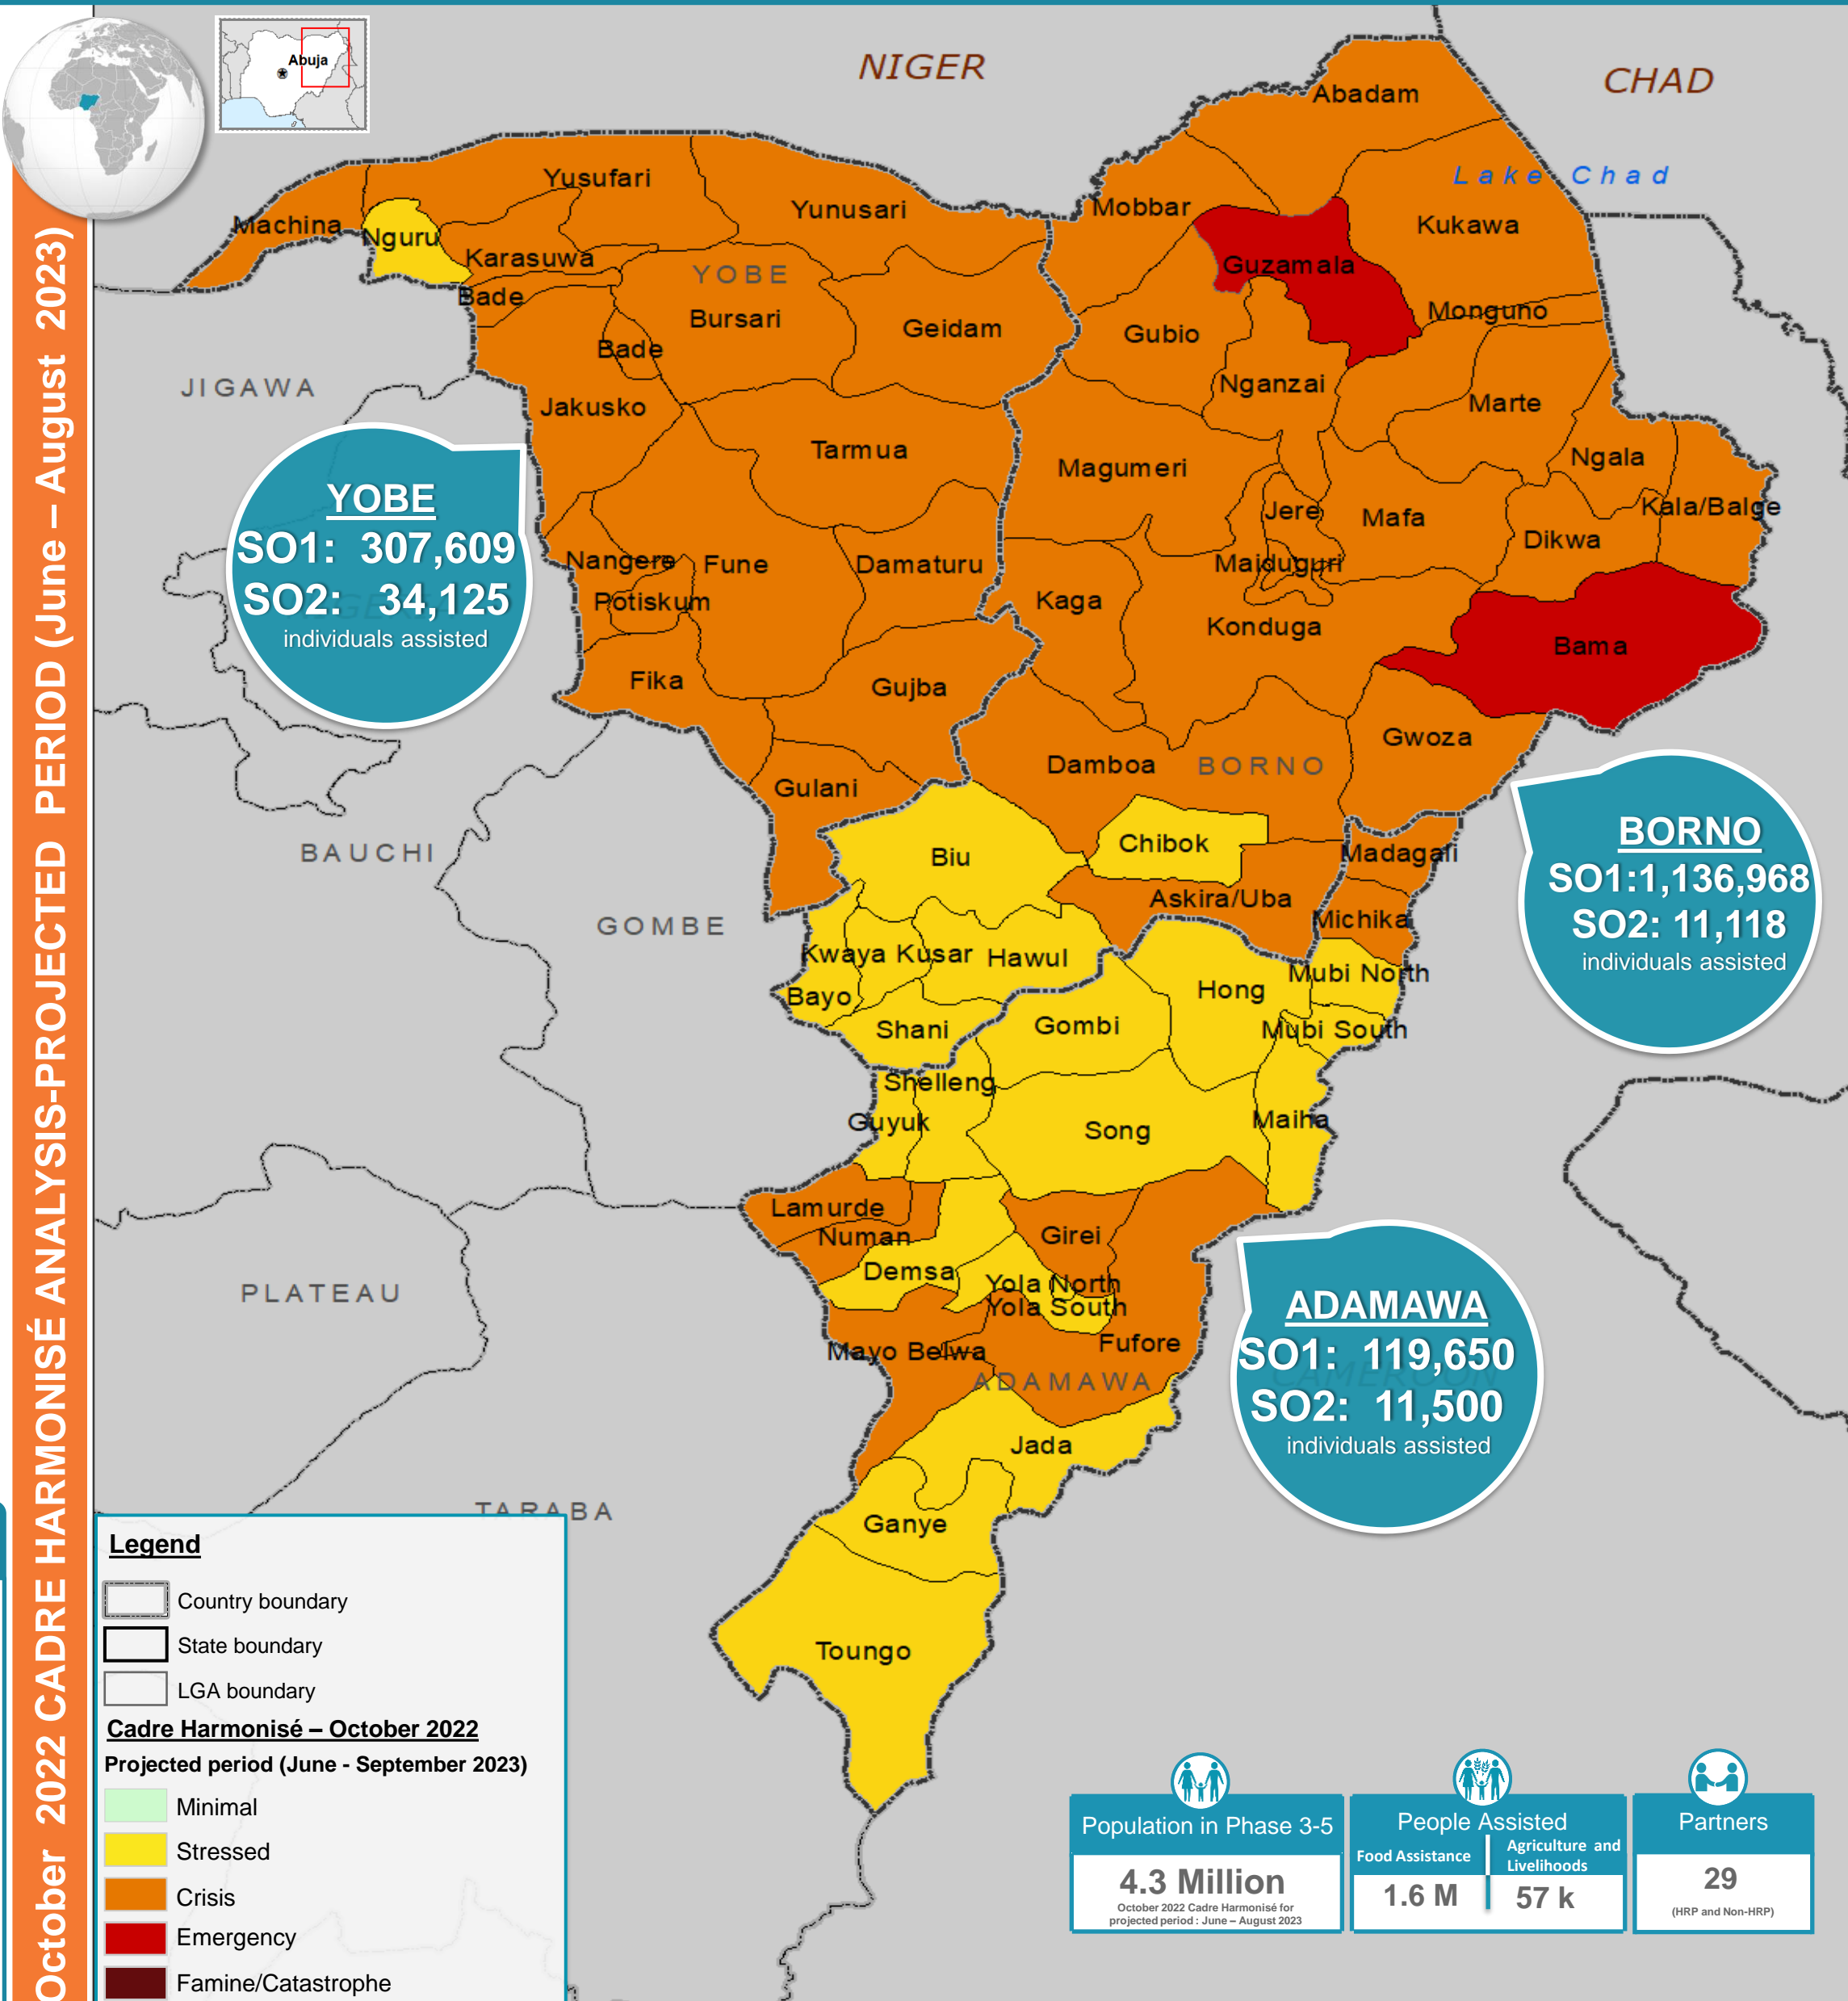 October 2022 CADRE HARMONISÉ ANALYSIS-PROJECTED PERIOD (June – August 2023)
Abuja
NIGER
CHAD
Abadam
Lake Chad
Yusufari
Machina
Nguru
Yunusari
Mobbar
Kukawa
Karasuwa
Guzamala
YOBE
Bade
Bursari
Geidam
Gubio
Monguno
Bade
JIGAWA
Jakusko
Nganzai
Marte
Tarmua
Magumeri
Ngala
Jere
Mafa
Kala/Balge
Dikwa
YOBE
SO1: 307,609
SO2: 34,125
individuals assisted
Nangere
Fune
Damaturu
Maiduguri
Potiskum
Kaga
Konduga
Bama
Fika
Gujba
Gwoza
Damboa
BORNO
Gulani
BAUCHI
Biu
Chibok
Madagali
Askira/Uba
Michika
BORNO
SO1:1,136,968
SO2: 11,118
individuals assisted
GOMBE
Kwaya Kusar
Hawul
Mubi North
Bayo
Hong
Shani
Gombi
Mubi South
Shelleng
Guyuk
Song
Maiha
Lamurde
Numan
Girei
Demsa
Yola North
Yola South
PLATEAU
Mayo Belwa
Fufore
ADAMAWA
ADAMAWA
SO1: 119,650
SO2: 11,500
individuals assisted
CAMEROON
Jada
TARABA
Ganye
Toungo
Legend
Country boundary
State boundary
LGA boundary
Cadre Harmonisé – October 2022
Projected period (June - September 2023)
Minimal
Stressed
Crisis
Emergency
Famine/Catastrophe
Population in Phase 3-5
4.3 Million
October 2022 Cadre Harmonisé for
projected period : June – August 2023
People Assisted
Food Assistance
Agriculture and
Livelihoods
1.6 M
57 k
Partners
29
(HRP and Non-HRP)